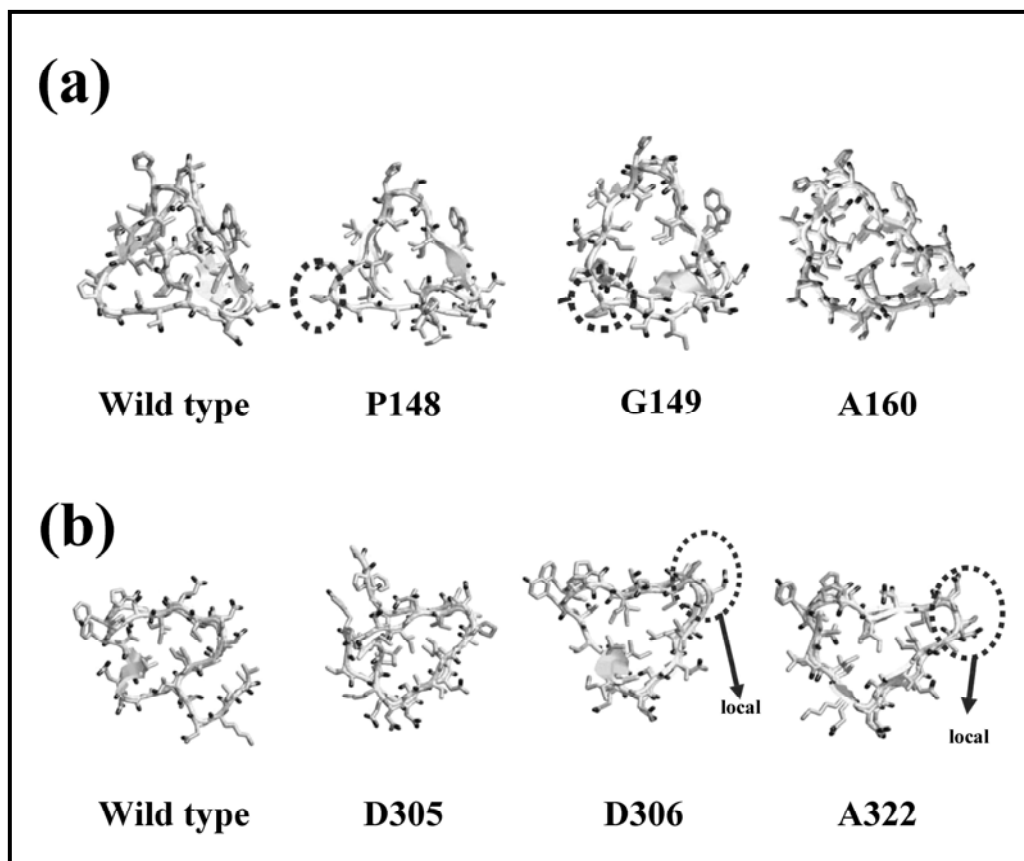 (a)
Wild type P148 G149 A160
(b)
local
local
Wild type D305 D306 A322